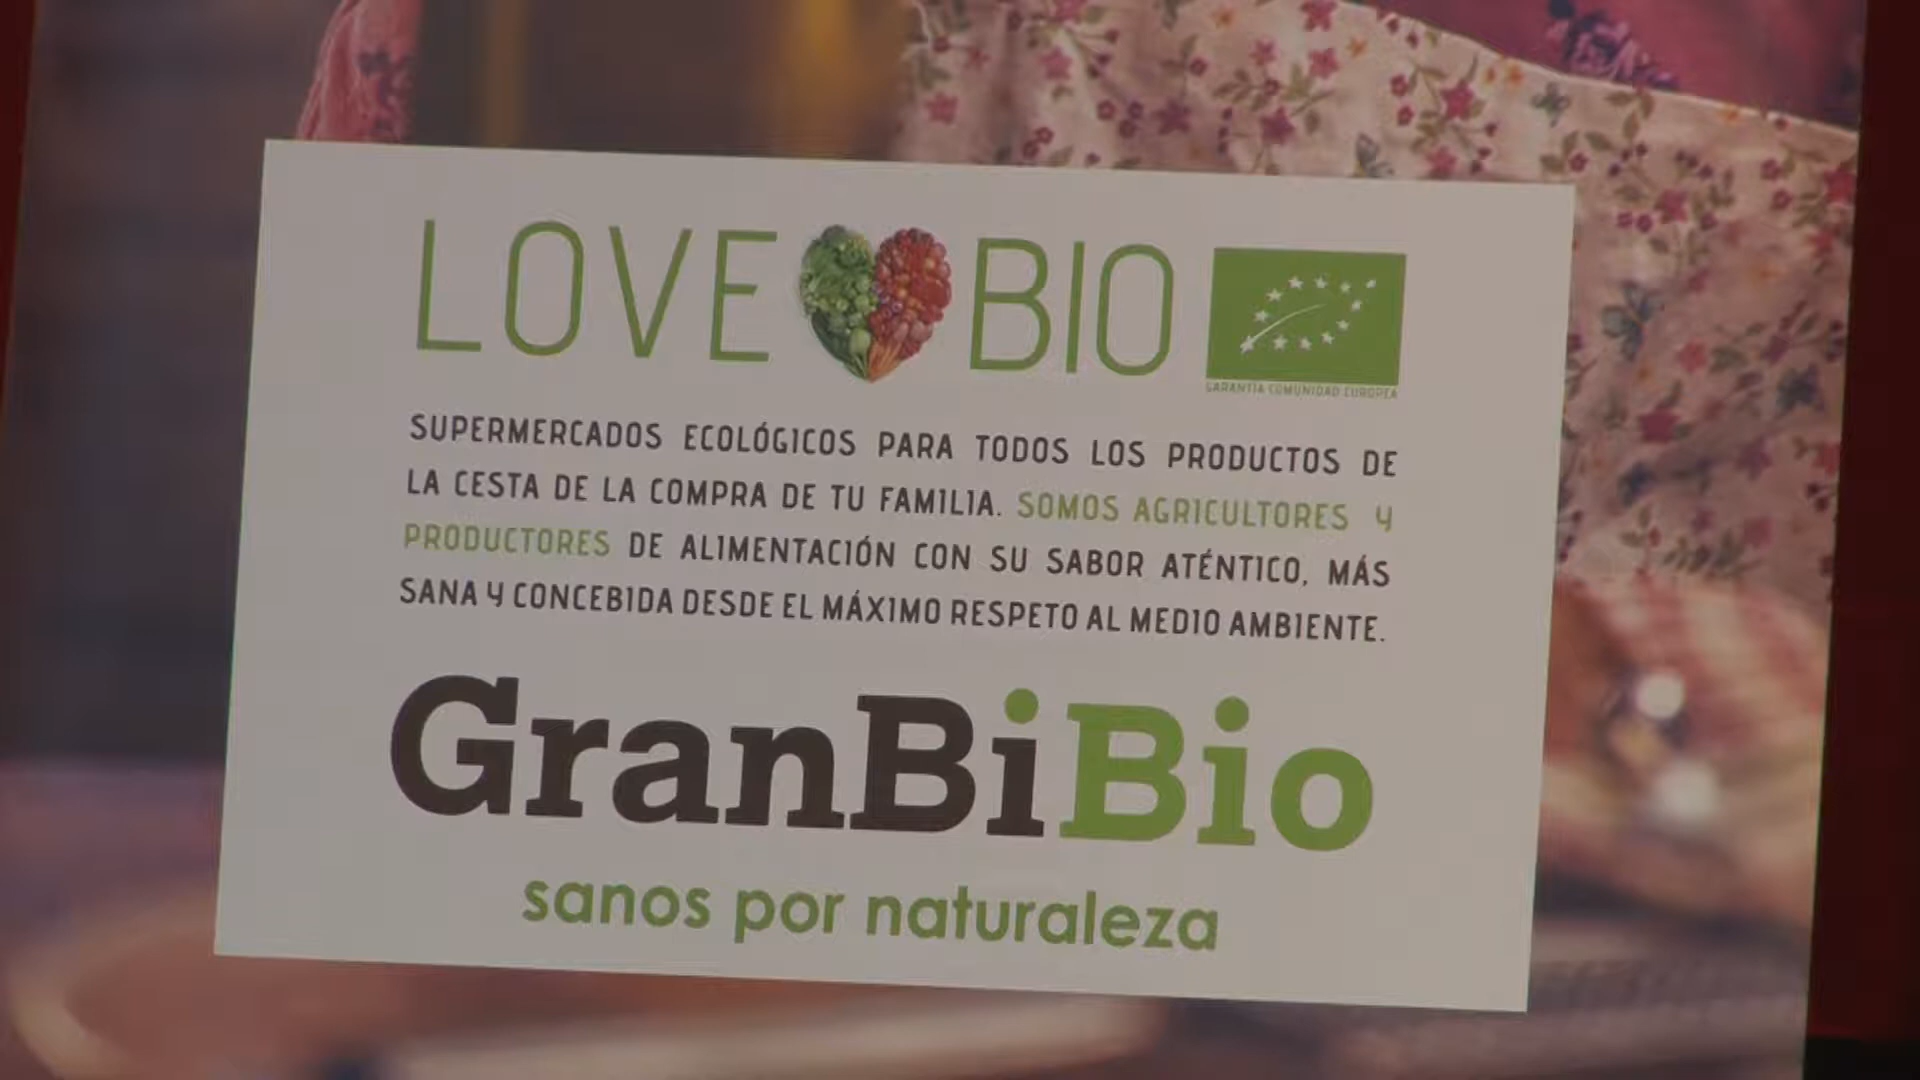 LOVE BIO
GARANTÍA COMUNIDAD EUROPEA
SUPERMERCADOS ECOLÓGICOS PARA TODOS LOS PRODUCTOS DE
LA CESTA DE LA COMPRA DE TU FAMILIA. SOMOS AGRICULTORES Y
PRODUCTORES DE ALIMENTACIÓN CON SU SABOR ATÉNTICO, MÁS
SANA Y CONCEBIDA DESDE EL MÁXIMO RESPETO AL MEDIO AMBIENTE.
GranBiBio
sanos por naturaleza